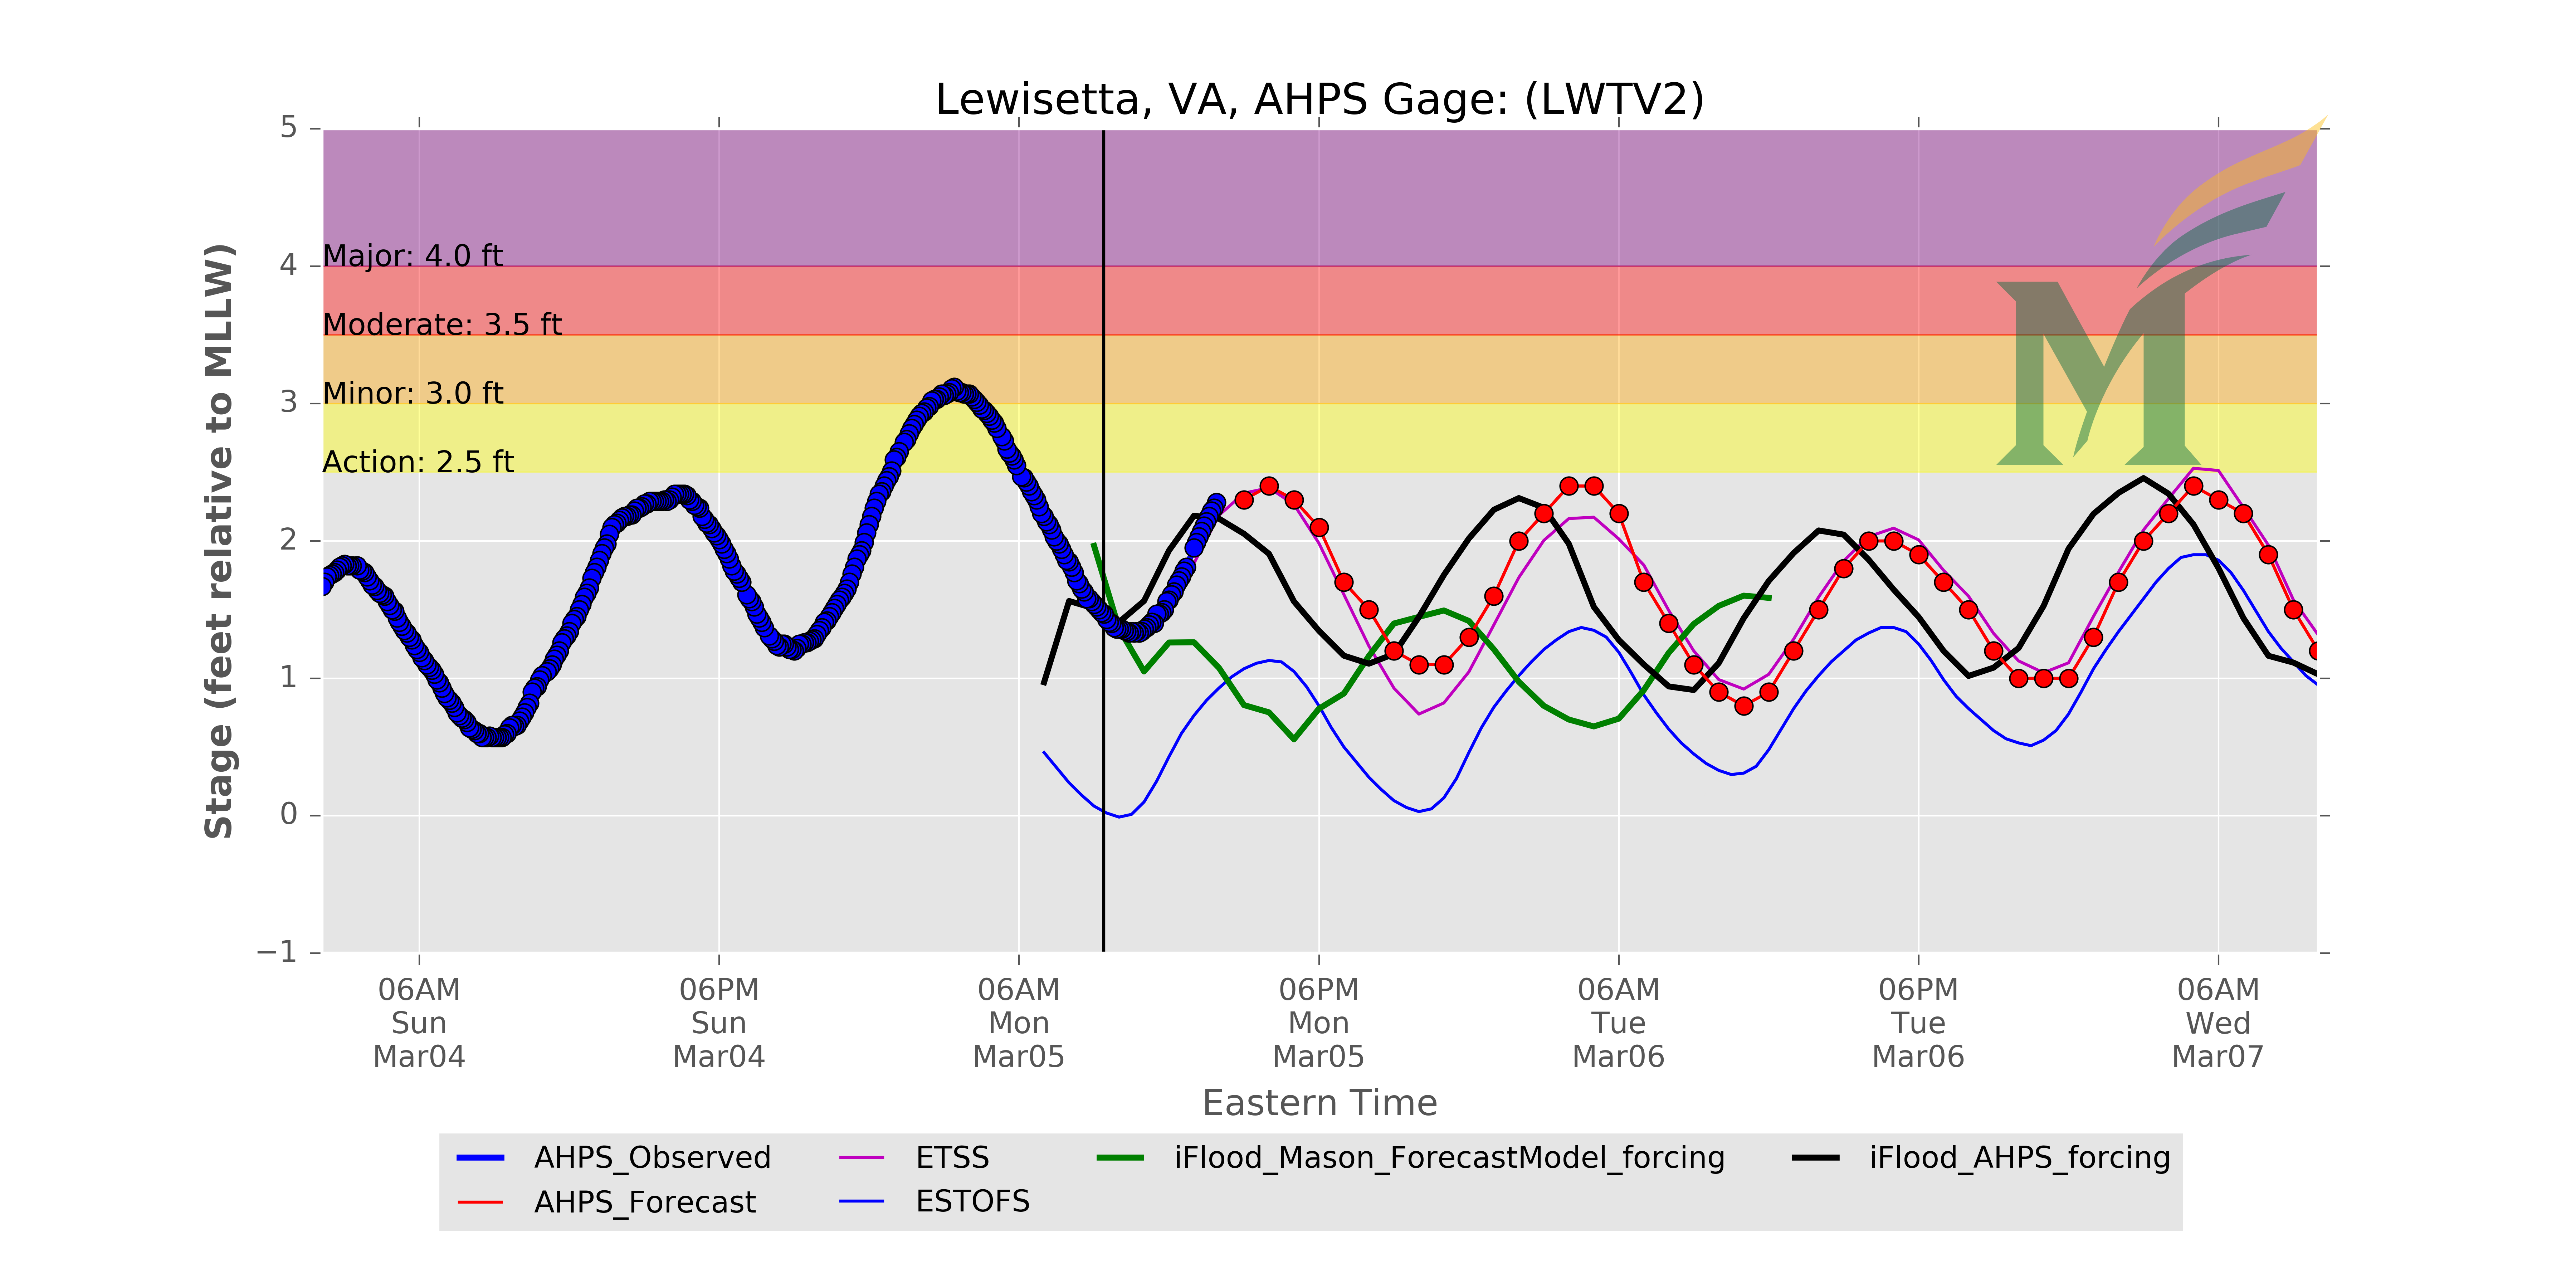 Lewisetta, VA, AHPS Gage: (LWTV2)
Stage (feet relative to MLLW)
5
4
3
2
1
0
−1
Major: 4.0 ft
Moderate: 3.5 ft
Minor: 3.0 ft
Action: 2.5 ft
M
06AM 06PM 06AM 06PM 06AM 06PM 06AM
Sun Sun Mon Mon Tue Tue Wed
Mar04 Mar04 Mar05 Mar05 Mar06 Mar06 Mar07
Eastern Time
AHPS_Observed ETSS iFlood_Mason_ForecastModel_forcing iFlood_AHPS_forcing
AHPS_Forecast ESTOFS